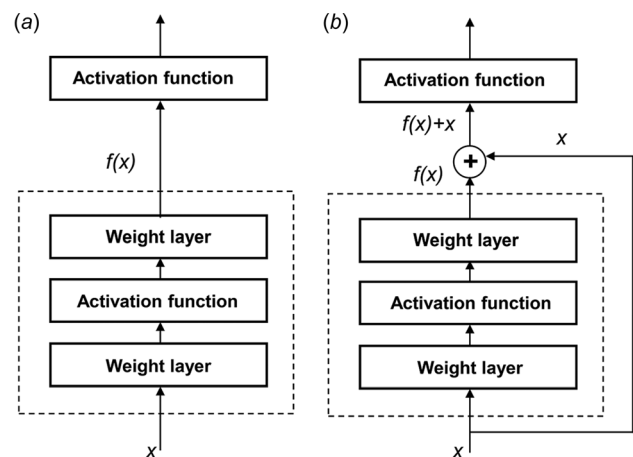 (a)
Activation function
f(x)
Weight layer
Activation function
Weight layer
x
(b)
Activation function
f(x)+x
x
+
f(x)
Weight layer
Activation function
Weight layer
x